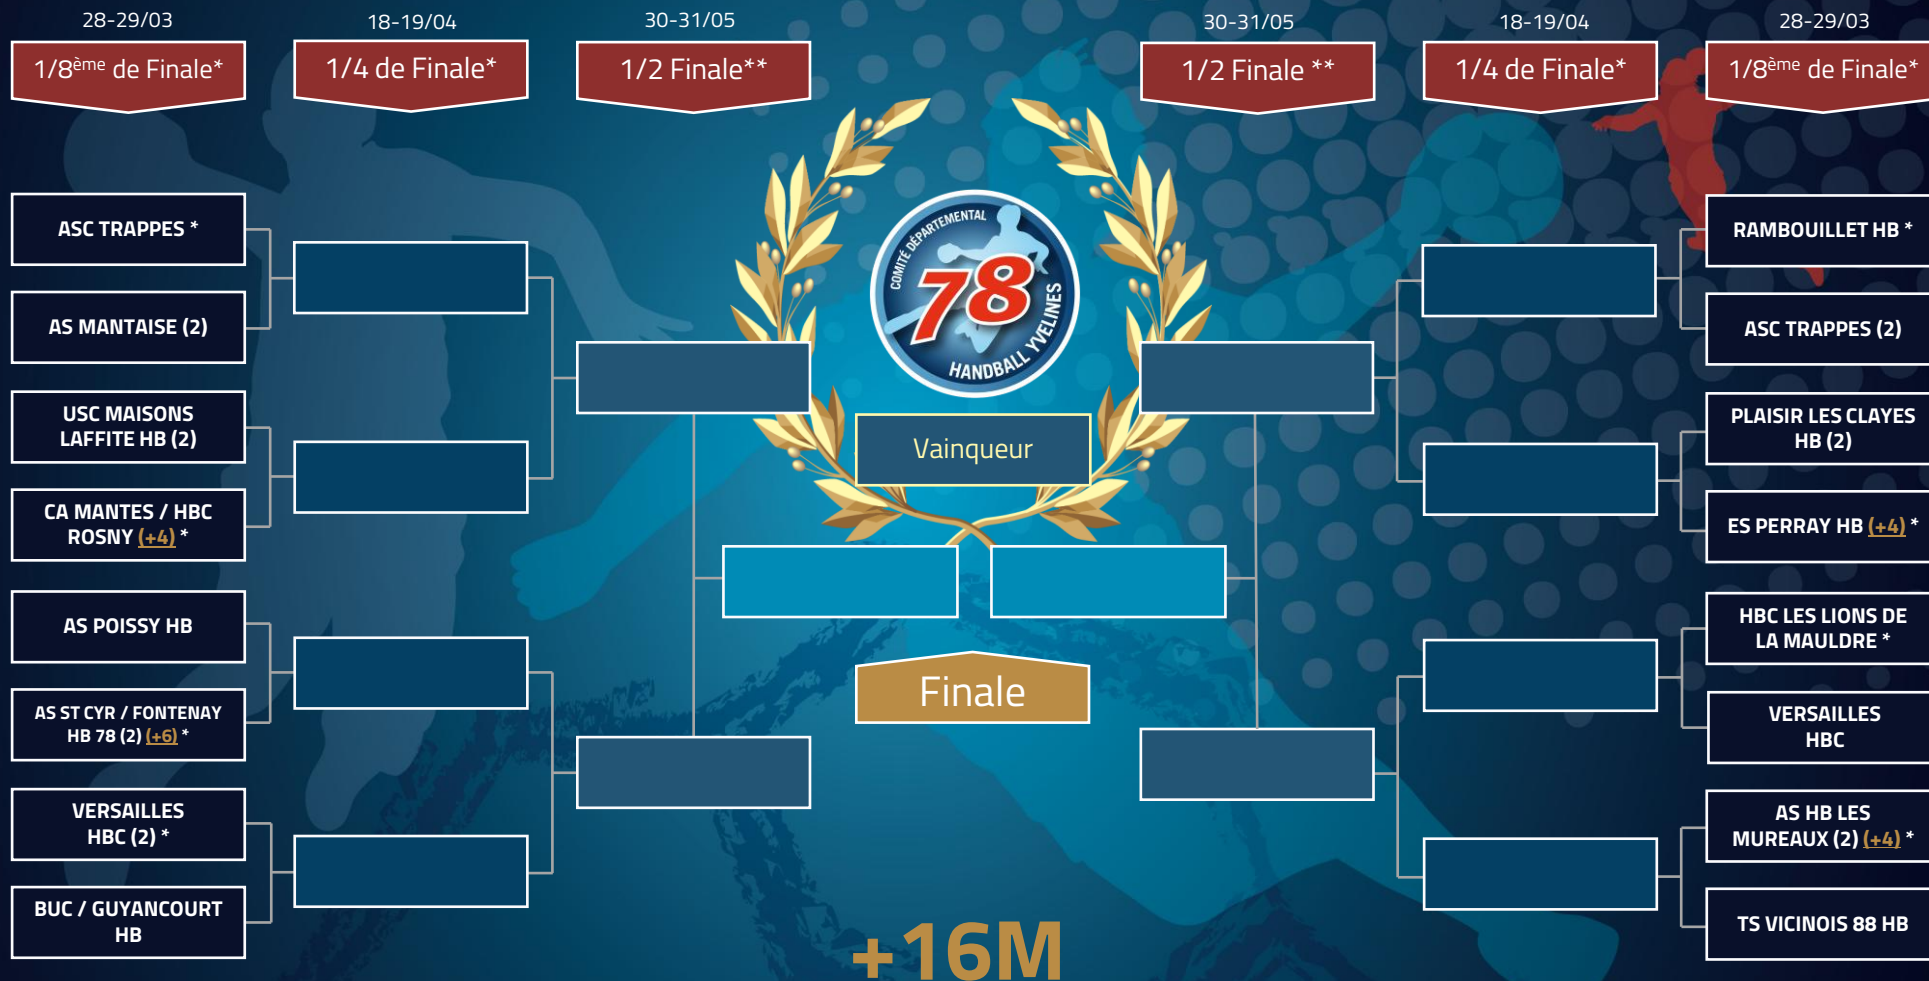 28-29/03
18-19/04
30-31/05
30-31/05
18-19/04
28-29/03
1/8ème de Finale*
1/4 de Finale*
1/2 Finale**
1/2 Finale **
1/4 de Finale*
1/8ème de Finale*
ASC TRAPPES *
AS MANTAISE (2)
USC MAISONS
LAFFITE HB (2)
CA MANTES / HBC
ROSNY (+4) *
AS POISSY HB
AS ST CYR / FONTENAY
HB 78 (2) (+6) *
VERSAILLES
HBC (2) *
BUC / GUYANCOURT
HB
COMITÉ DÉPARTEMENTAL
78
HANDBALL YVELINES
Vainqueur
Finale
+16M
RAMBOUILLET HB *
ASC TRAPPES (2)
PLAISIR LES CLAYES
HB (2)
ES PERRAY HB (+4) *
HBC LES LIONS DE
LA MAULDRE *
VERSAILLES
HBC
AS HB LES
MUREAUX (2) (+4) *
TS VICINOIS 88 HB